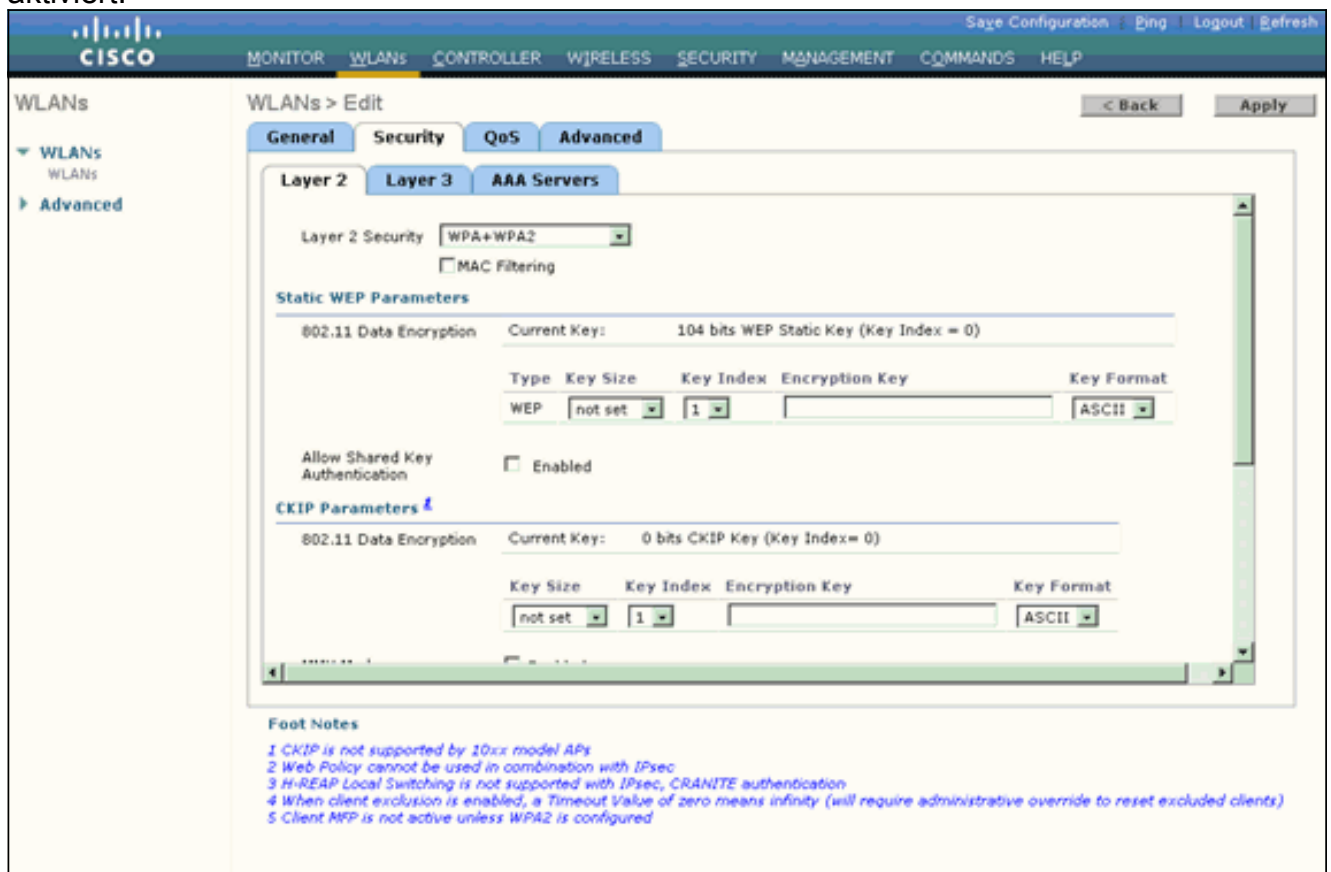 aktiviert.
Save Configuration | Ping | Logout | Refresh
CISCO
MONITOR WLANs CONTROLLER WIRELESS SECURITY MANAGEMENT COMMANDS HELP
WLANs
WLANs
WLANs
Advanced
WLANs > Edit
< Back Apply
General Security QoS Advanced
Layer 2 Layer 3 AAA Servers
Layer 2 Security WPA+WPA2
MAC Filtering
Static WEP Parameters
802.11 Data Encryption Current Key: 104 bits WEP Static Key (Key Index = 0)
Type Key Size Key Index Encryption Key Key Format
WEP not set 1 ASCII
Allow Shared Key
Authentication
Enabled
CKIP Parameters 1
802.11 Data Encryption Current Key: 0 bits CKIP Key (Key Index= 0)
Key Size Key Index Encryption Key Key Format
not set 1 ASCII
Foot Notes
1 CKIP is not supported by 10xx model APs
2 Web Policy cannot be used in combination with IPsec
3 H-REAP Local Switching is not supported with IPsec, CRANITE authentication
4 When client exclusion is enabled, a Timeout Value of zero means infinity (will require administrative override to reset excluded clients)
5 Client MFP is not active unless WPA2 is configured